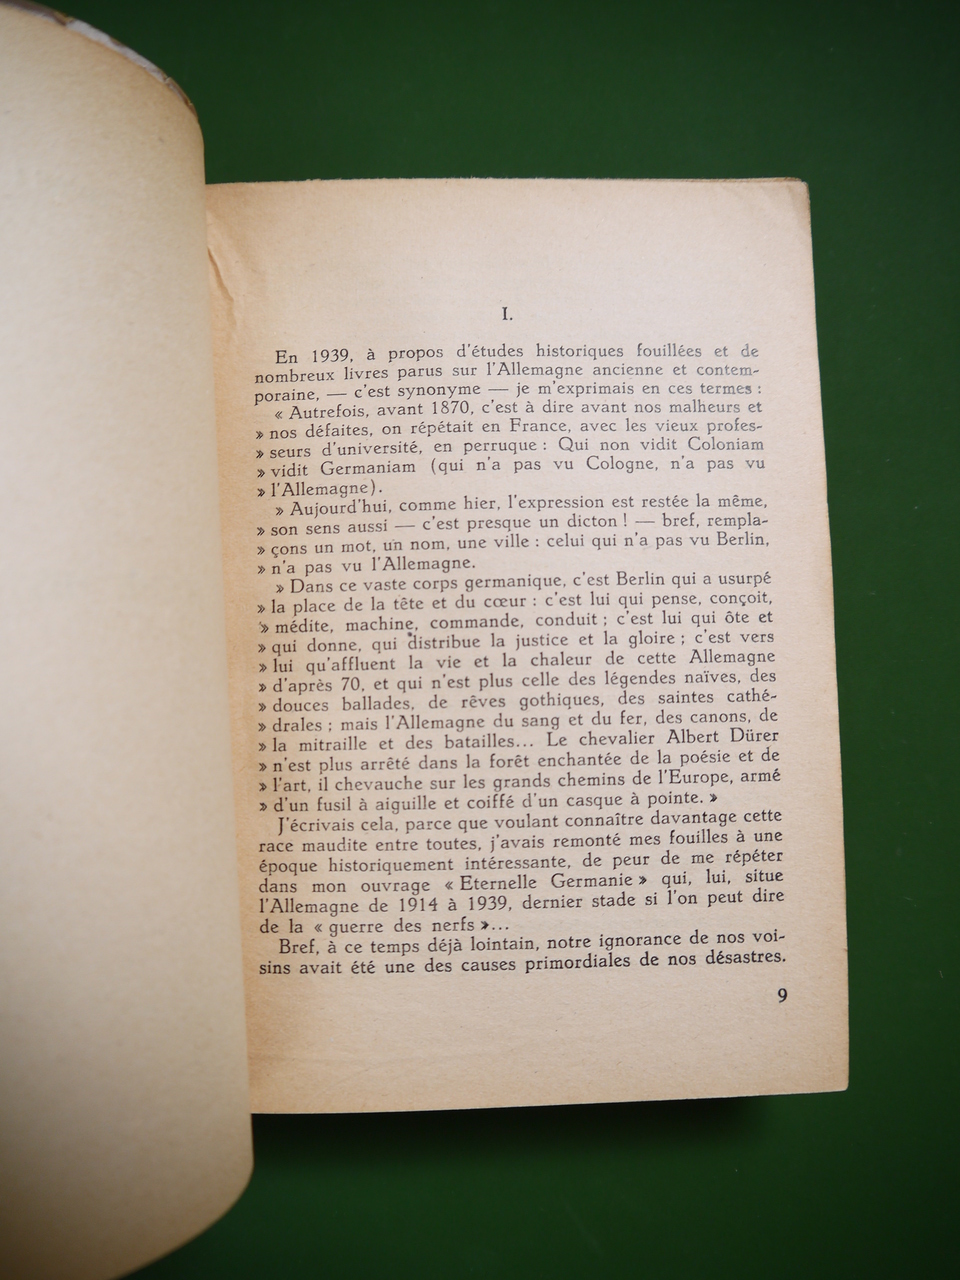 I.
En 1939, à propos d'études historiques fouillées et de
nombreux livres parus sur l'Allemagne ancienne et contem-
poraine, — c'est synonyme — je m'exprimais en ces termes :
« Autrefois, avant 1870, c'est à dire avant nos malheurs et
» nos défaites, on répétait en France, avec les vieux profes-
» seurs d'université, en perruque : Qui non vidit Coloniam
» vidit Germaniam (qui n'a pas vu Cologne, n'a pas vu
» l'Allemagne).
» Aujourd'hui, comme hier, l'expression est restée la même,
» son sens aussi — c'est presque un dicton ! — bref, rempla-
» çons un mot, un nom, une ville : celui qui n'a pas vu Berlin,
» n'a pas vu l'Allemagne.
» Dans ce vaste corps germanique, c'est Berlin qui a usurpé
» la place de la tête et du cœur : c'est lui qui pense, conçoit,
» médite, machine, commande, conduit ; c'est lui qui ôte et
» qui donne, qui distribue la justice et la gloire ; c'est vers
» lui qu'affluent la vie et la chaleur de cette Allemagne
» d'après 70, et qui n'est plus celle des légendes naïves, des
» douces ballades, de rêves gothiques, des saintes cathé-
» drales ; mais l'Allemagne du sang et du fer, des canons, de
» la mitraille et des batailles... Le chevalier Albert Dürer
» n'est plus arrêté dans la forêt enchantée de la poésie et de
» l'art, il chevauche sur les grands chemins de l'Europe, armé
» d'un fusil à aiguille et coiffé d'un casque à pointe. »
J'écrivais cela, parce que voulant connaître davantage cette
race maudite entre toutes, j'avais remonté mes fouilles à une
époque historiquement intéressante, de peur de me répéter
dans mon ouvrage « Eternelle Germanie » qui, lui, situe
l'Allemagne de 1914 à 1939, dernier stade si l'on peut dire
de la « guerre des nerfs »...
Bref, à ce temps déjà lointain, notre ignorance de nos voi-
sins avait été une des causes primordiales de nos désastres.
9